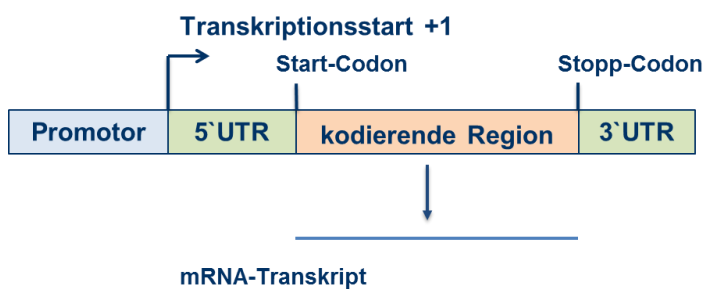 Transkriptionsstart +1
Start-Codon
Stopp-Codon
Promotor
5`UTR
kodierende Region
3`UTR
mRNA-Transkript